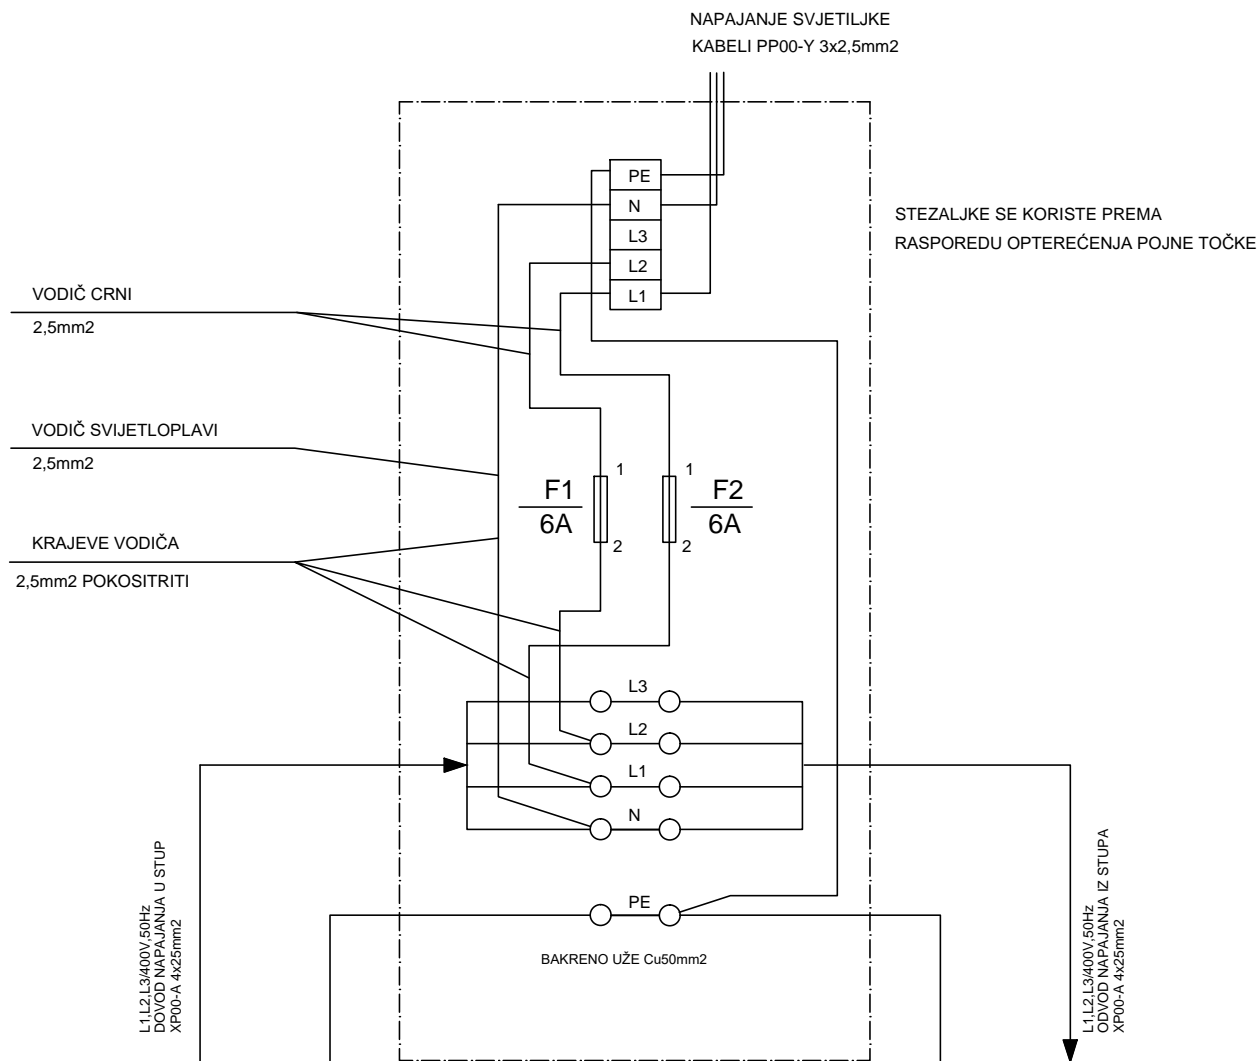 NAPAJANJE SVJETILJKE
KABELI PP00-Y 3x2,5mm2
PE
N
L3
L2
L1
STEZALJKE SE KORISTE PREMA
RASPOREDU OPTEREĆENJA POJNE TOČKE
VODIČ CRNI
2,5mm2
VODIČ SVIJETLOPLAVI
2,5mm2
KRAJEVE VODIČA
2,5mm2 POKOSITRITI
F1
6A
1
2
1
2
F2
6A
L3
L2
L1
N
PE
BAKRENO UŽE Cu50mm2
L1,L2,L3/400V,50Hz
DOVOD NAPAJANJA U STUP
XP00-A 4x25mm2
L1,L2,L3/400V,50Hz
ODVOD NAPAJANJA IZ STUPA
XP00-A 4x25mm2